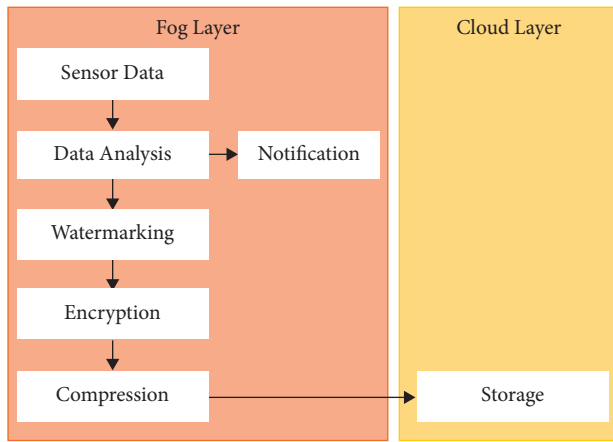 Fog Layer
Cloud Layer
Sensor Data
Data Analysis
Notification
Watermarking
Encryption
Compression
Storage